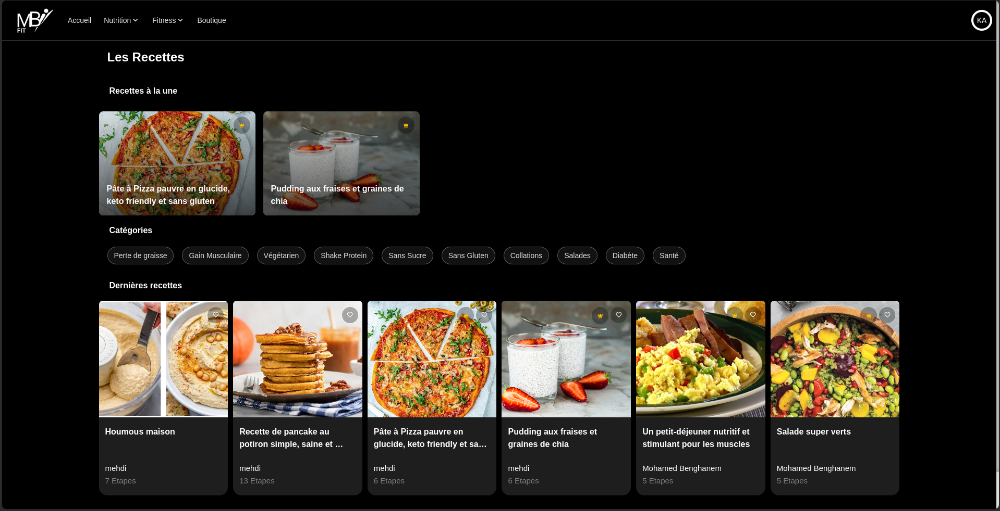 MB
FIT
Accueil
Nutrition
Fitness
Boutique
KA
Les Recettes
Recettes à la une
Pâte à Pizza pauvre en glucide,
keto friendly et sans gluten
Pudding aux fraises et graines de
chia
Catégories
Perte de graisse
Gain Musculaire
Végétarien
Shake Protein
Sans Sucre
Sans Gluten
Collations
Salades
Diabète
Santé
Dernières recettes
Houmous maison
mehdi
7 Etapes
Recette de pancake au
potiron simple, saine et …
mehdi
13 Etapes
Pâte à Pizza pauvre en
glucide, keto friendly et sa…
mehdi
6 Etapes
Pudding aux fraises et
graines de chia
mehdi
6 Etapes
Un petit-déjeuner nutritif et
stimulant pour les muscles
Mohamed Benghanem
5 Etapes
Salade super verts
Mohamed Benghanem
5 Etapes